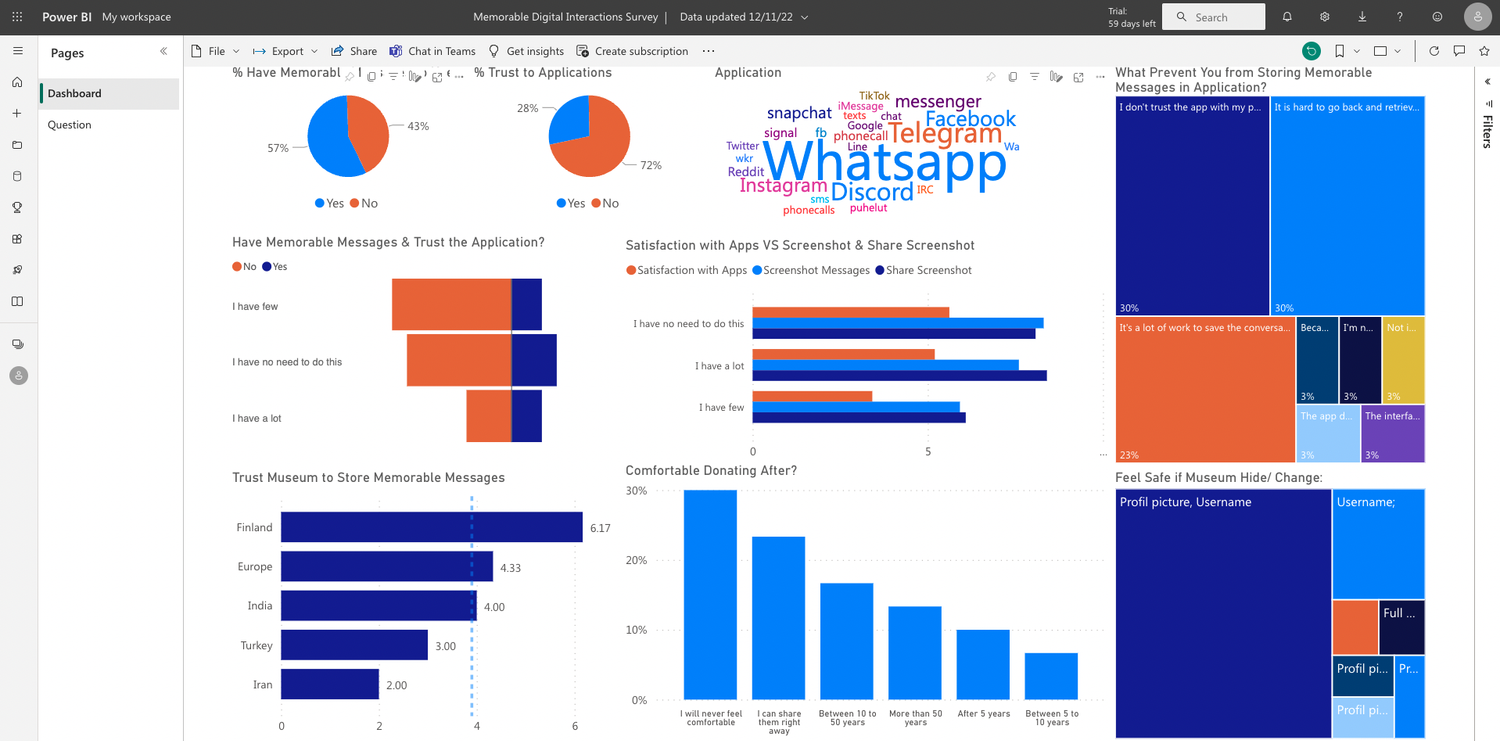 Power BI My workspace
Memorable Digital Interactions Survey | Data updated 12/11/22
Trial:
59 days left
Search
Pages
File Export Share Chat in Teams Get insights Create subscription ...
Dashboard
Question
% Have Memorabl
% Trust to Applications
57%
43%
Yes No
28%
72%
Yes No
Application
TikTok
snapchat
iMessage
messenger
texts
chat
Facebook
Google
signal
fb
phonecall
Telegram
Twitter
Line
Wa
wkr
Whatsapp
Reddit
Instagram
Discord
IRC
sms
phonecalls
puhelut
What Prevent You from Storing Memorable
Messages in Application?
I don't trust the app with my p...
30%
It is hard to go back and retriev...
30%
It's a lot of work to save the conversa...
23%
Beca...
3%
I'm n...
3%
Not i...
3%
The app d...
3%
The interfa...
3%
Filters
Have Memorable Messages & Trust the Application?
No Yes
I have few
I have no need to do this
I have a lot
Satisfaction with Apps VS Screenshot & Share Screenshot
Satisfaction with Apps Screenshot Messages Share Screenshot
I have no need to do this
I have a lot
I have few
0 5 ...
Trust Museum to Store Memorable Messages
Finland 6.17
Europe 4.33
India 4.00
Turkey 3.00
Iran 2.00
0 2 4 6
Comfortable Donating After?
30%
20%
10%
0%
I will never feel
comfortable
I can share
them right
away
Between 10 to
50 years
More than 50
years
After 5 years
Between 5 to
10 years
Feel Safe if Museum Hide/ Change:
Profil picture, Username
Username;
Full ...
Profil pi...
Pr...
Profil pi...